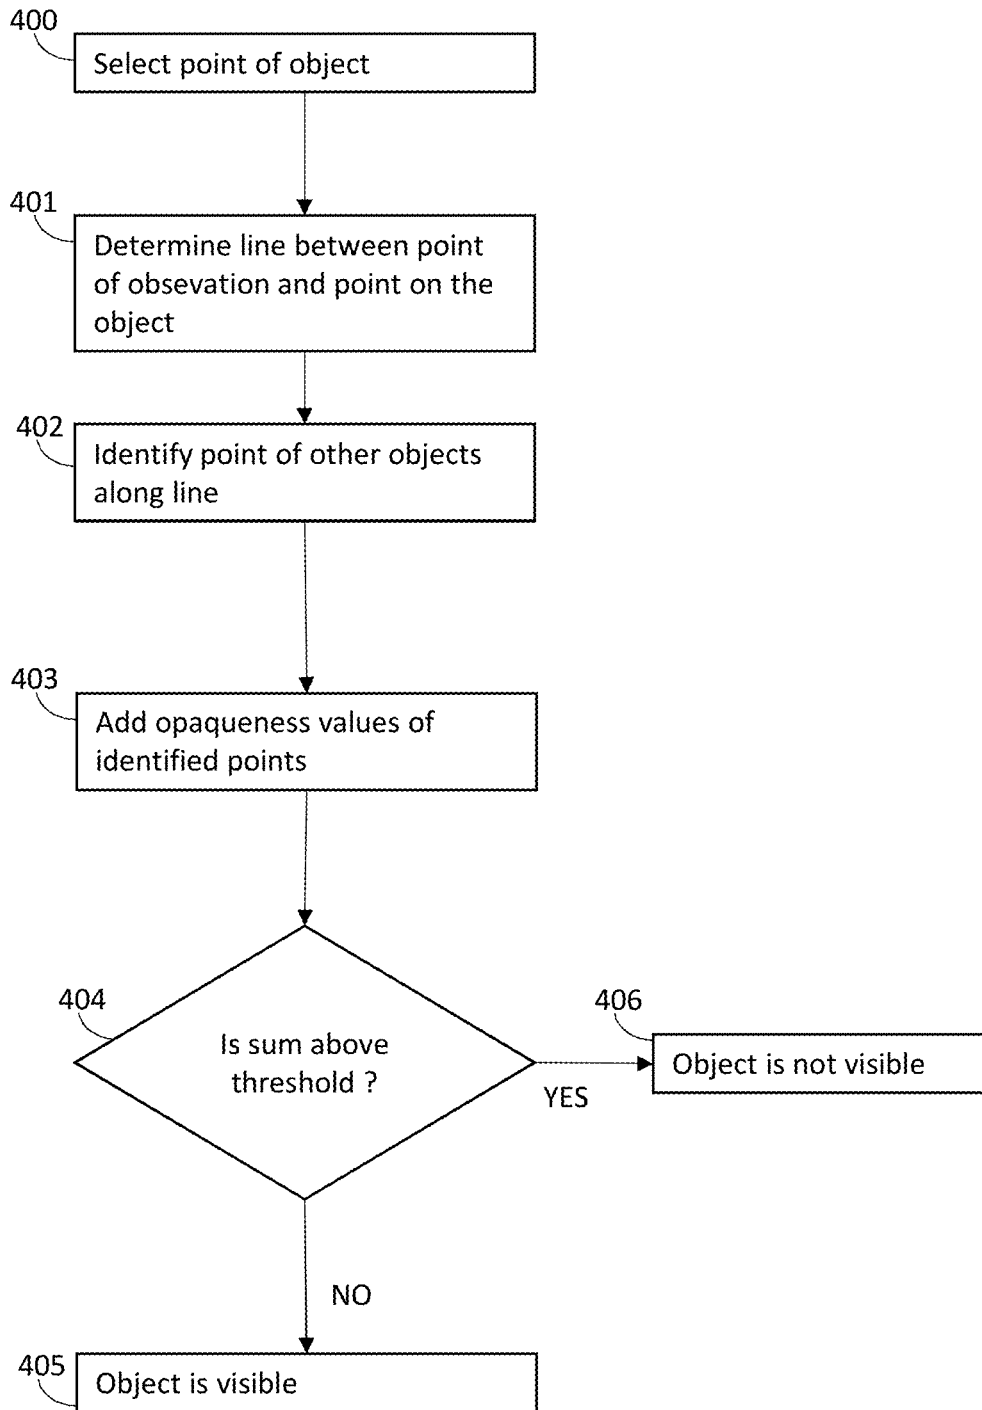 400
Select point of object
401
Determine line between point
of obsevation and point on the
object
402
Identify point of other objects
along line
403
Add opaqueness values of
identified points
404
Is sum above
threshold ?
YES
406
Object is not visible
NO
405
Object is visible